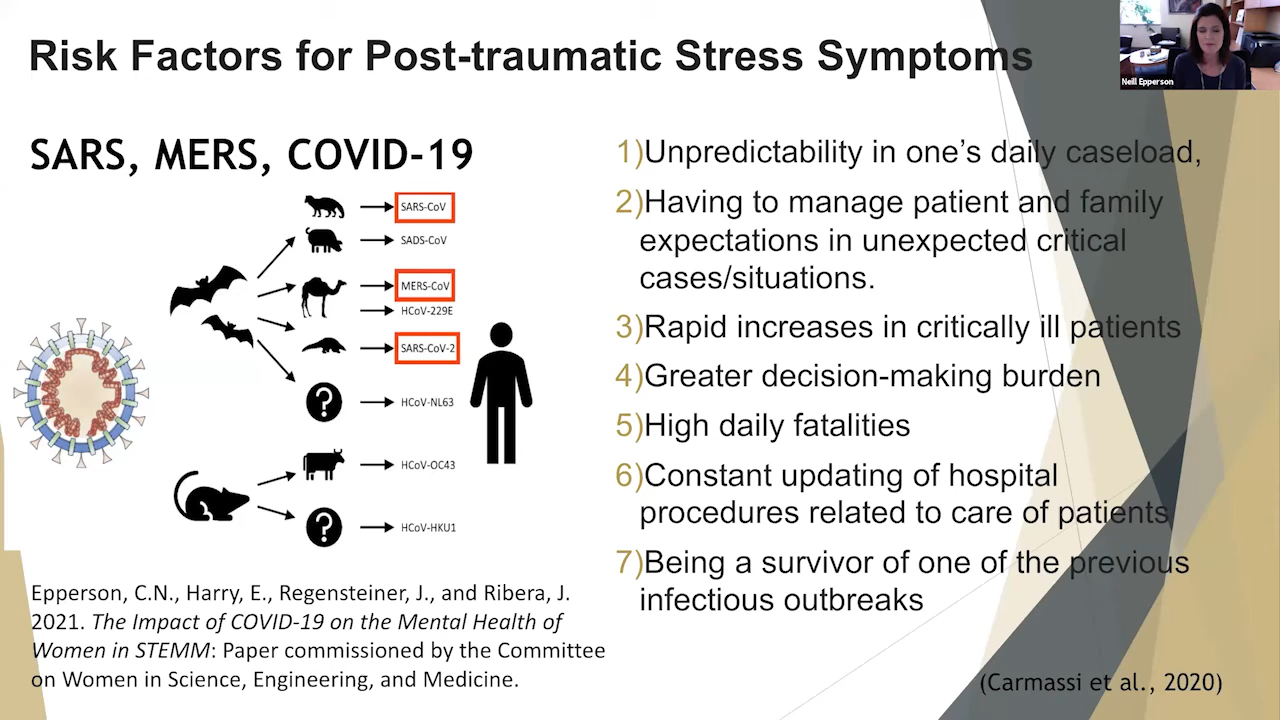 Risk Factors for Post-traumatic Stress Symptoms
Neill Epperson
SARS, MERS, COVID-19
SARS-CoV
SADS-CoV
MERS-CoV
HCoV-229E
SARS-CoV-2
?
HCoV-NL63
HCoV-OC43
?
HCoV-HKU1
Epperson, C.N., Harry, E., Regensteiner, J., and Ribera, J.
2021. The Impact of COVID-19 on the Mental Health of
Women in STEMM: Paper commissioned by the Committee
on Women in Science, Engineering, and Medicine.
1)Unpredictability in one’s daily caseload,
2)Having to manage patient and family
expectations in unexpected critical
cases/situations.
3)Rapid increases in critically ill patients
4)Greater decision-making burden
5)High daily fatalities
6)Constant updating of hospital
procedures related to care of patients
7)Being a survivor of one of the previous
infectious outbreaks
(Carmassi et al., 2020)